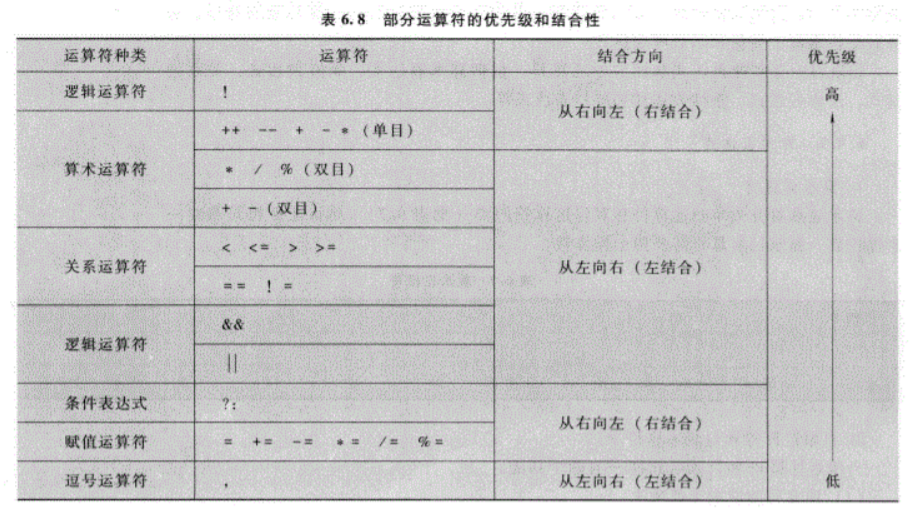 表 6.8 部分运算符的优先级和结合性
运算符种类 运算符 结合方向 优先级
逻辑运算符 ! 从右向左（右结合） 高
算术运算符 ++ -- + - *（单目）
* / %（双目） 从左向右（左结合）
+ -（双目）
关系运算符 < <= > >=
== ! =
逻辑运算符 &&
||
条件表达式 ?: 从右向左（右结合）
赋值运算符 = += -= *= /= %=
逗号运算符 , 从左向右（左结合） 低